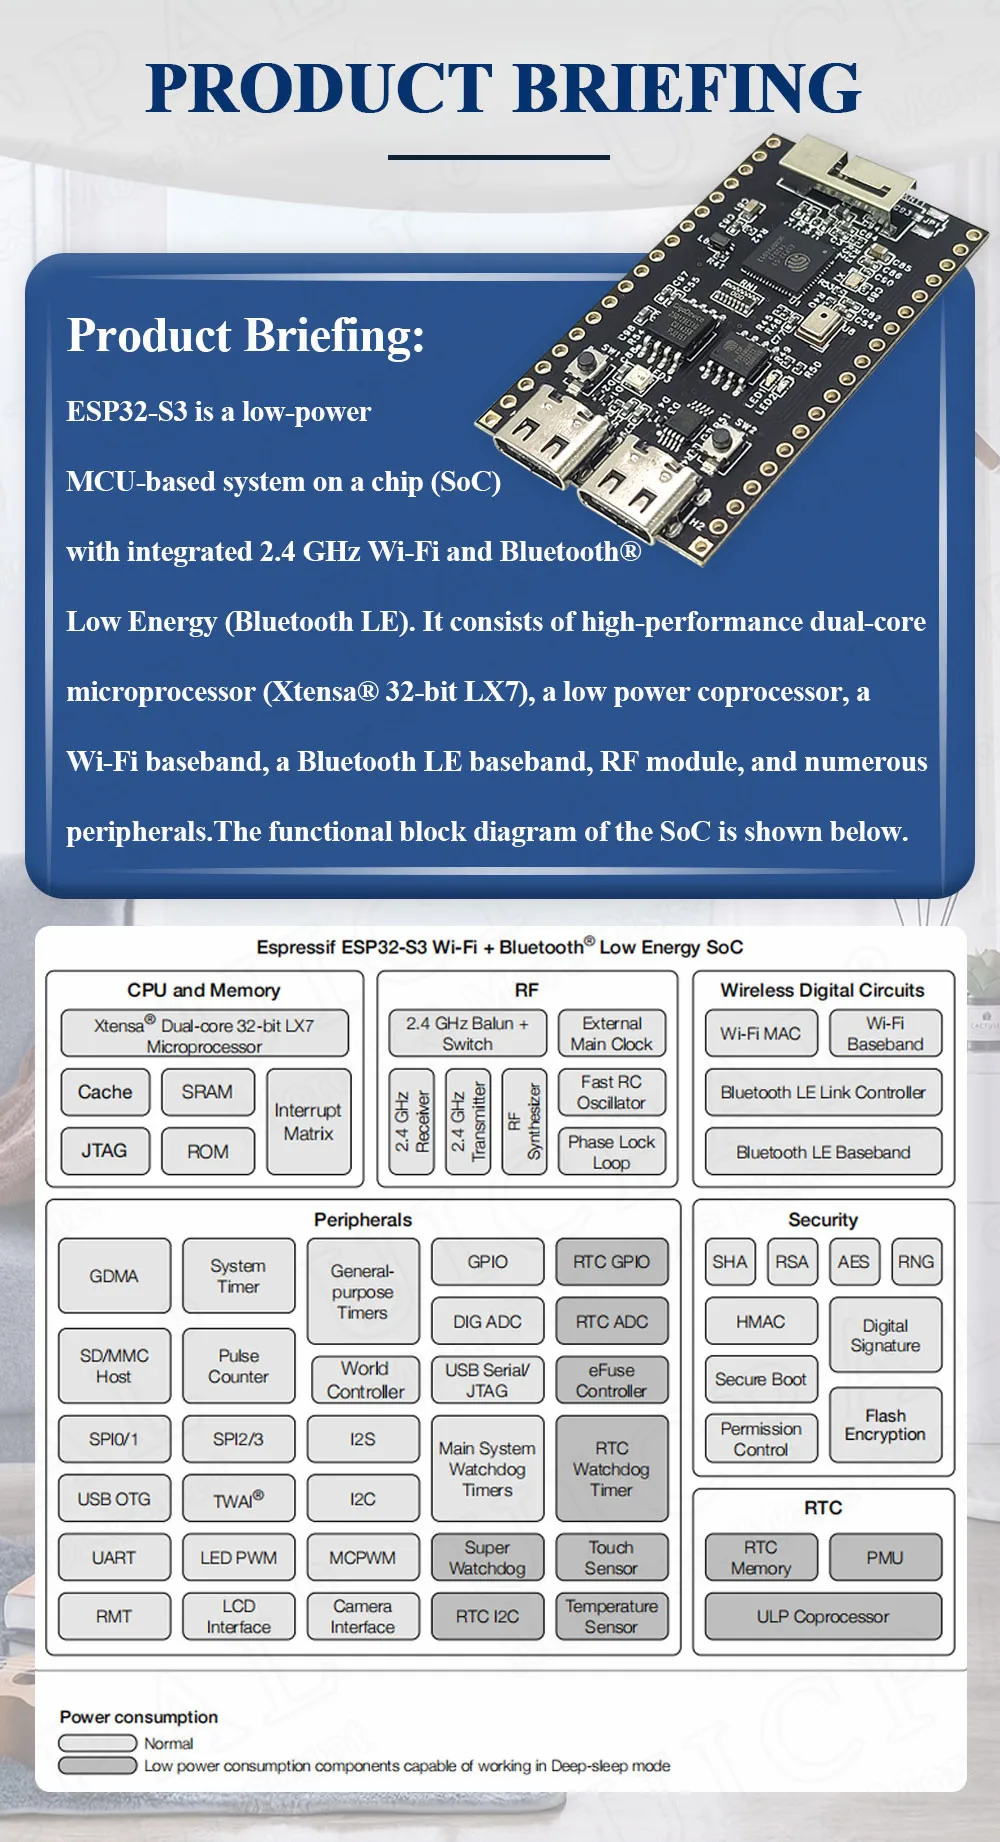 PRODUCT BRIEFING
Product Briefing:
ESP32-S3 is a low-power
MCU-based system on a chip (SoC)
with integrated 2.4 GHz Wi-Fi and Bluetooth®
Low Energy (Bluetooth LE). It consists of high-performance dual-core
microprocessor (Xtensa® 32-bit LX7), a low power coprocessor, a
Wi-Fi baseband, a Bluetooth LE baseband, RF module, and numerous
peripherals.The functional block diagram of the SoC is shown below.
SW1
SW2
H2
Espressif ESP32-S3 Wi-Fi + Bluetooth® Low Energy SoC
CPU and Memory
Xtensa® Dual-core 32-bit LX7
Microprocessor
Cache
SRAM
Interrupt
Matrix
JTAG
ROM
RF
2.4 GHz Balun +
Switch
External
Main Clock
2.4 GHz
Receiver
2.4 GHz
Transmitter
RF
Synthesizer
Fast RC
Oscillator
Phase Lock
Loop
Wireless Digital Circuits
Wi-Fi MAC
Wi-Fi
Baseband
Bluetooth LE Link Controller
Bluetooth LE Baseband
Peripherals
GDMA
System
Timer
General-
purpose
Timers
GPIO
RTC GPIO
DIG ADC
RTC ADC
SD/MMC
Host
Pulse
Counter
World
Controller
USB Serial/
JTAG
eFuse
Controller
SPI0/1
SPI2/3
I2S
Main System
Watchdog
Timers
RTC
Watchdog
Timer
USB OTG
TWAI®
I2C
UART
LED PWM
MCPWM
Super
Watchdog
Touch
Sensor
RMT
LCD
Interface
Camera
Interface
RTC I2C
Temperature
Sensor
Security
SHA
RSA
AES
RNG
HMAC
Digital
Signature
Secure Boot
Flash
Encryption
Permission
Control
RTC
RTC
Memory
PMU
ULP Coprocessor
Power consumption
Normal
Low power consumption components capable of working in Deep-sleep mode